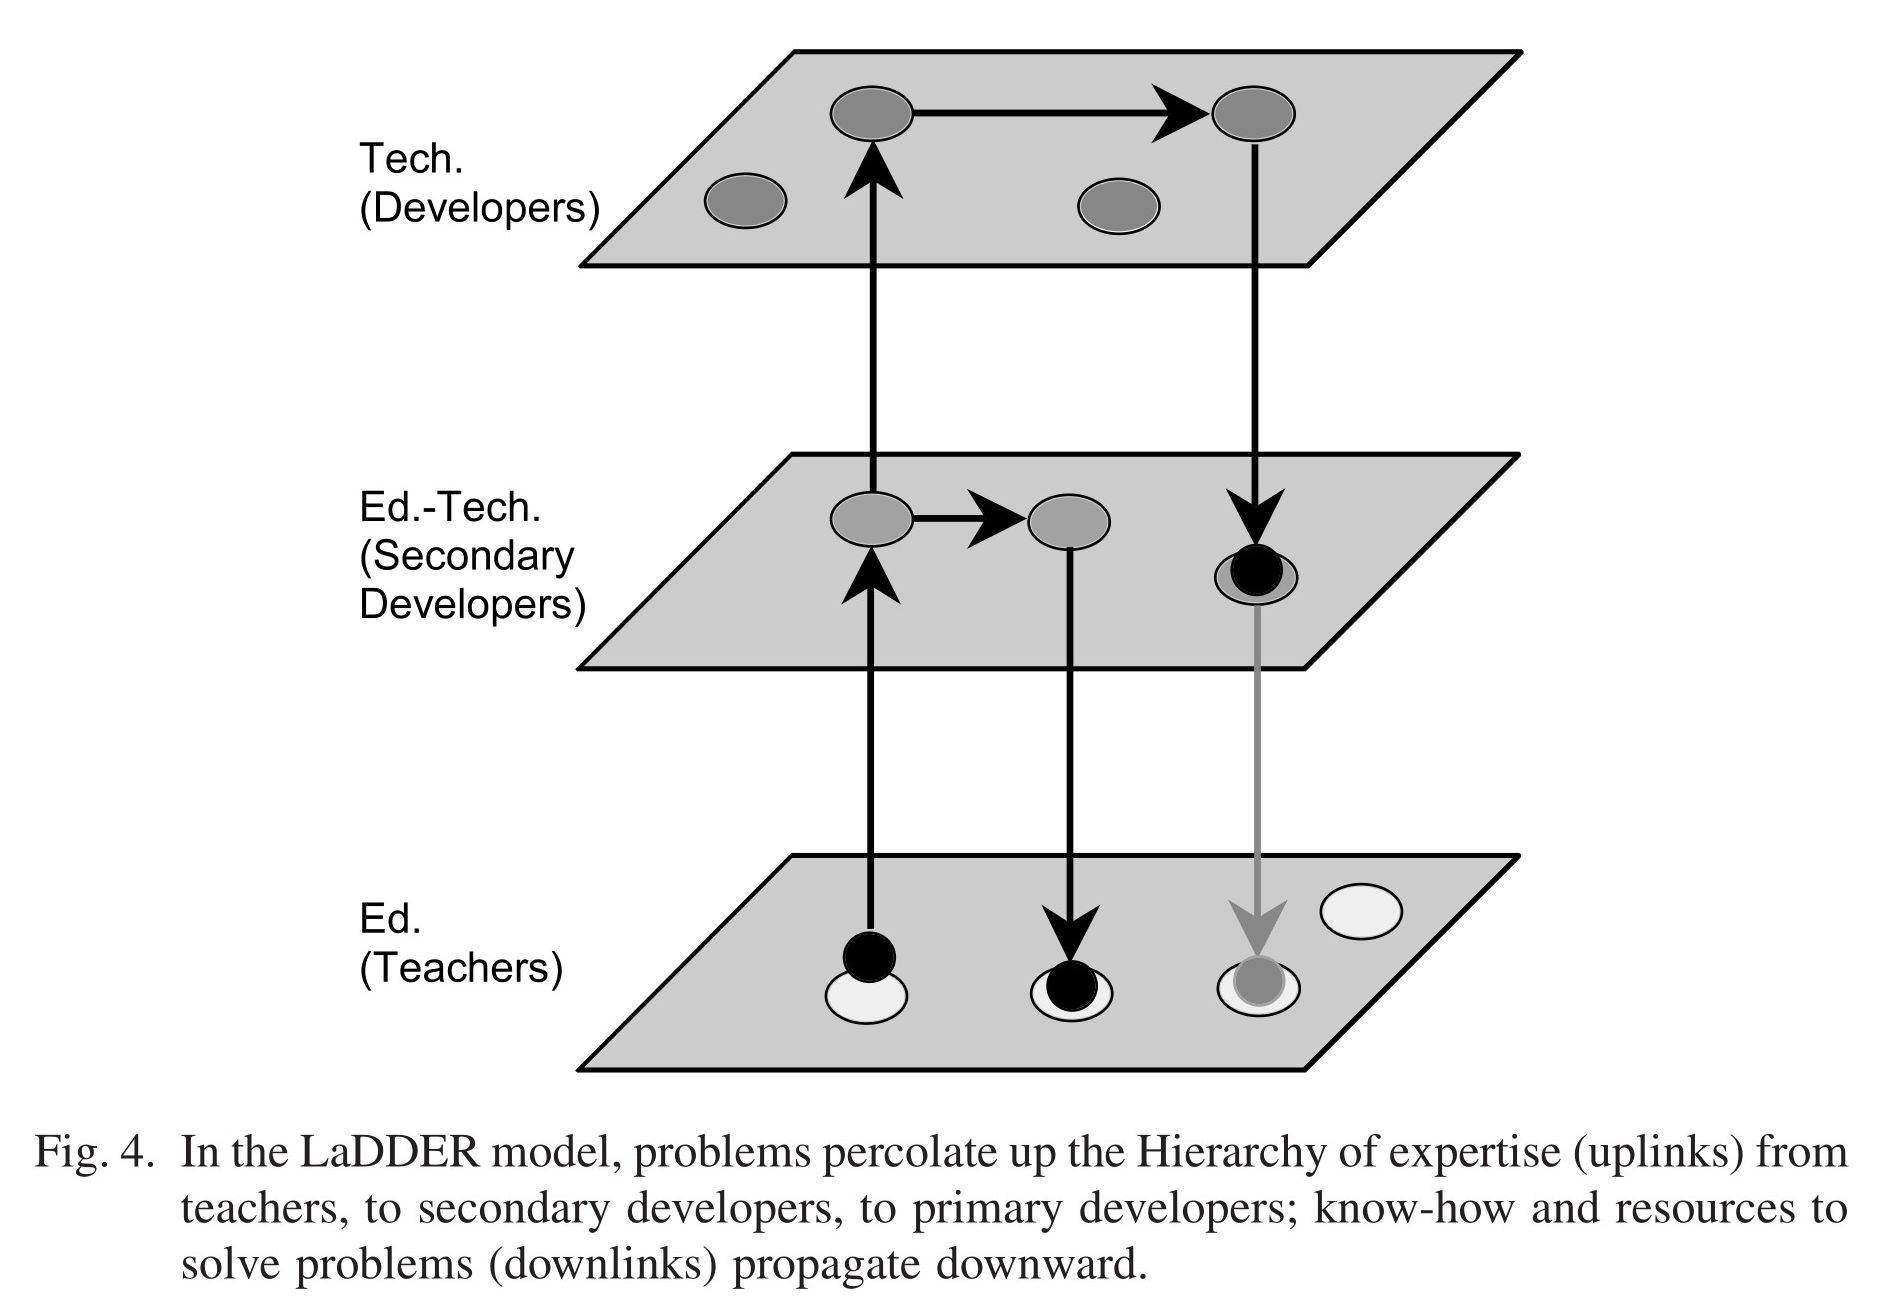 Tech.
(Developers)
Ed.-Tech.
(Secondary
Developers)
Ed.
(Teachers)
Fig. 4. In the LaDDER model, problems percolate up the Hierarchy of expertise (uplinks) from
teachers, to secondary developers, to primary developers; know-how and resources to
solve problems (downlinks) propagate downward.